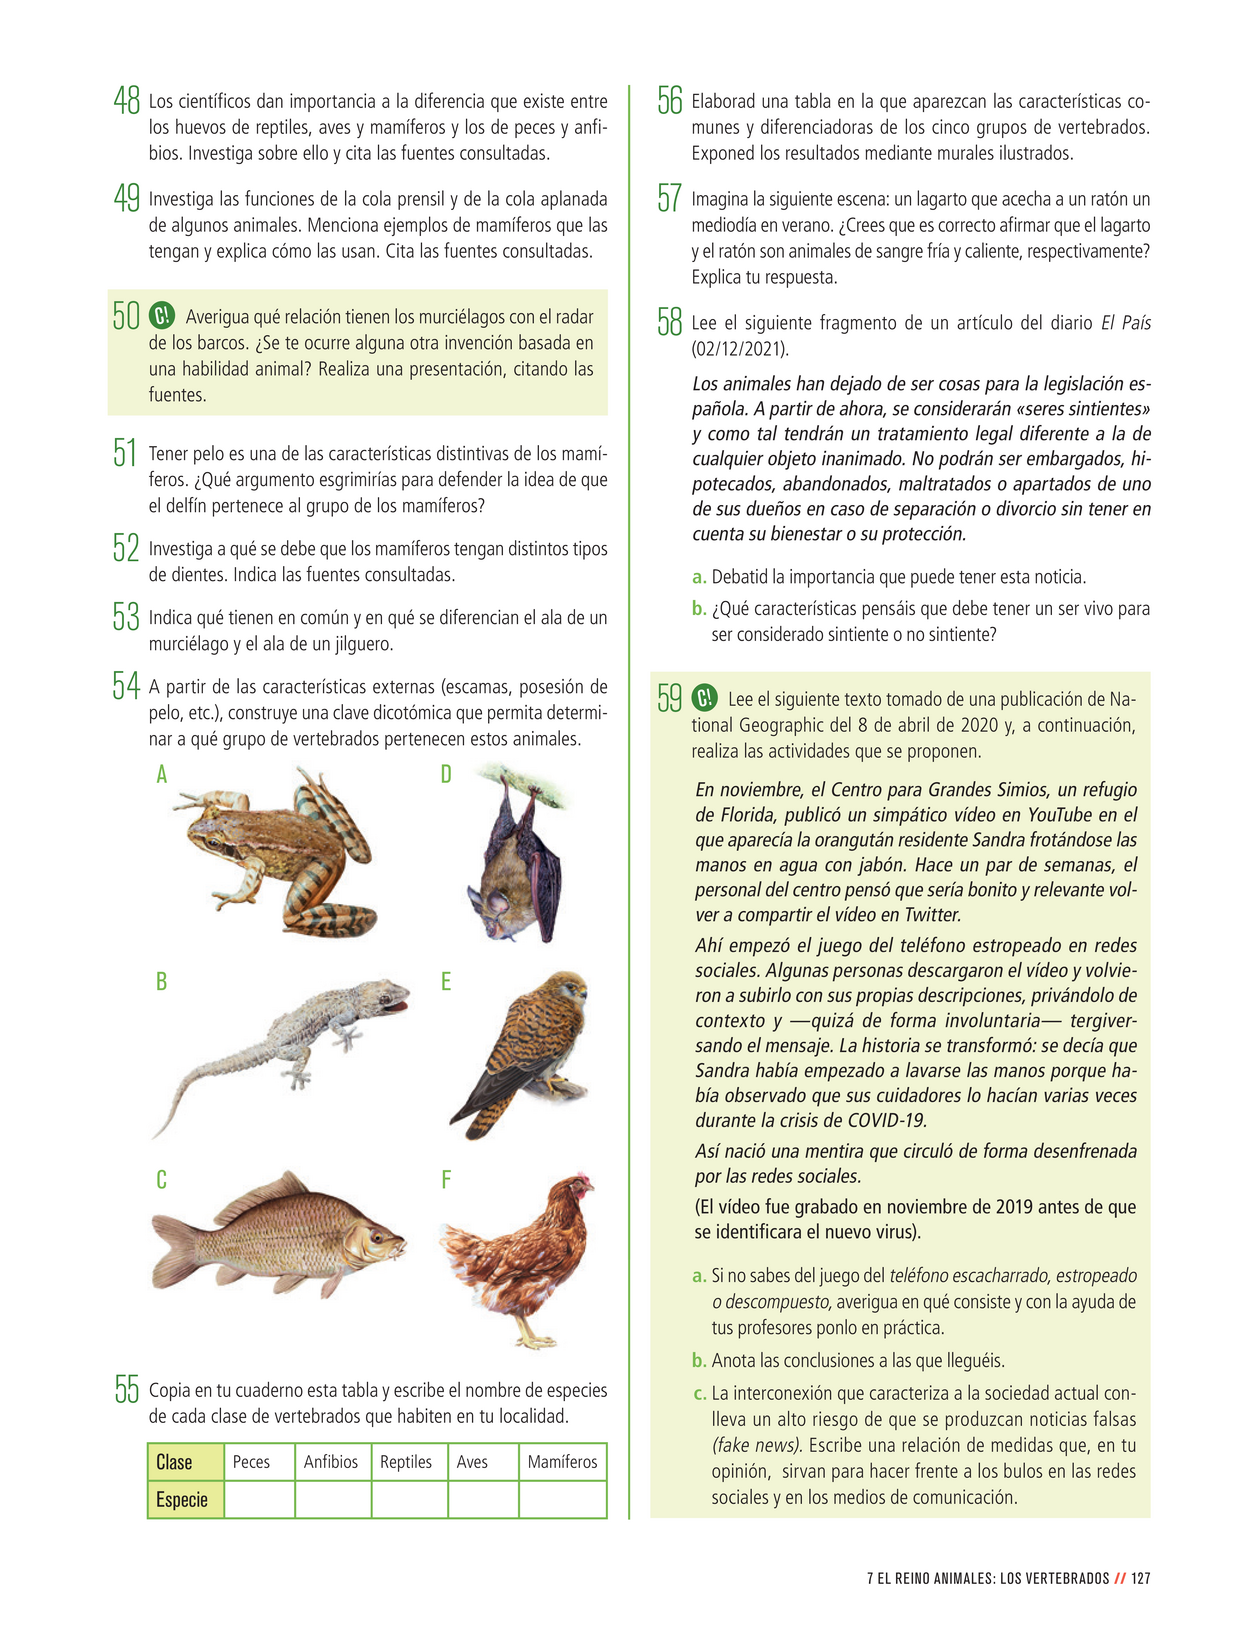 48 Los científicos dan importancia a la diferencia que existe entre
los huevos de reptiles, aves y mamíferos y los de peces y anfi-
bios. Investiga sobre ello y cita las fuentes consultadas.
49 Investiga las funciones de la cola prensil y de la cola aplanada
de algunos animales. Menciona ejemplos de mamíferos que las
tengan y explica cómo las usan. Cita las fuentes consultadas.
50 C! Averigua qué relación tienen los murciélagos con el radar
de los barcos. ¿Se te ocurre alguna otra invención basada en
una habilidad animal? Realiza una presentación, citando las
fuentes.
51 Tener pelo es una de las características distintivas de los mamí-
feros. ¿Qué argumento esgrimirías para defender la idea de que
el delfín pertenece al grupo de los mamíferos?
52 Investiga a qué se debe que los mamíferos tengan distintos tipos
de dientes. Indica las fuentes consultadas.
53 Indica qué tienen en común y en qué se diferencian el ala de un
murciélago y el ala de un jilguero.
54 A partir de las características externas (escamas, posesión de
pelo, etc.), construye una clave dicotómica que permita determi-
nar a qué grupo de vertebrados pertenecen estos animales.
A D
B E
C F
55 Copia en tu cuaderno esta tabla y escribe el nombre de especies
de cada clase de vertebrados que habiten en tu localidad.
Clase Peces Anfibios Reptiles Aves Mamíferos
Especie
56 Elaborad una tabla en la que aparezcan las características co-
munes y diferenciadoras de los cinco grupos de vertebrados.
Exponed los resultados mediante murales ilustrados.
57 Imagina la siguiente escena: un lagarto que acecha a un ratón un
mediodía en verano. ¿Crees que es correcto afirmar que el lagarto
y el ratón son animales de sangre fría y caliente, respectivamente?
Explica tu respuesta.
58 Lee el siguiente fragmento de un artículo del diario El País
(02/12/2021).
Los animales han dejado de ser cosas para la legislación es-
pañola. A partir de ahora, se considerarán «seres sintientes»
y como tal tendrán un tratamiento legal diferente a la de
cualquier objeto inanimado. No podrán ser embargados, hi-
potecados, abandonados, maltratados o apartados de uno
de sus dueños en caso de separación o divorcio sin tener en
cuenta su bienestar o su protección.
a. Debatid la importancia que puede tener esta noticia.
b. ¿Qué características pensáis que debe tener un ser vivo para
ser considerado sintiente o no sintiente?
59 C! Lee el siguiente texto tomado de una publicación de Na-
tional Geographic del 8 de abril de 2020 y, a continuación,
realiza las actividades que se proponen.
En noviembre, el Centro para Grandes Simios, un refugio
de Florida, publicó un simpático vídeo en YouTube en el
que aparecía la orangután residente Sandra frotándose las
manos en agua con jabón. Hace un par de semanas, el
personal del centro pensó que sería bonito y relevante vol-
ver a compartir el vídeo en Twitter.
Ahí empezó el juego del teléfono estropeado en redes
sociales. Algunas personas descargaron el vídeo y volvie-
ron a subirlo con sus propias descripciones, privándolo de
contexto y —quizá de forma involuntaria— tergiver-
sando el mensaje. La historia se transformó: se decía que
Sandra había empezado a lavarse las manos porque ha-
bía observado que sus cuidadores lo hacían varias veces
durante la crisis de COVID-19.
Así nació una mentira que circuló de forma desenfrenada
por las redes sociales.
(El vídeo fue grabado en noviembre de 2019 antes de que
se identificara el nuevo virus).
a. Si no sabes del juego del teléfono escacharrado, estropeado
o descompuesto, averigua en qué consiste y con la ayuda de
tus profesores ponlo en práctica.
b. Anota las conclusiones a las que lleguéis.
c. La interconexión que caracteriza a la sociedad actual con-
lleva un alto riesgo de que se produzcan noticias falsas
(fake news). Escribe una relación de medidas que, en tu
opinión, sirvan para hacer frente a los bulos en las redes
sociales y en los medios de comunicación.
7 EL REINO ANIMALES: LOS VERTEBRADOS // 127